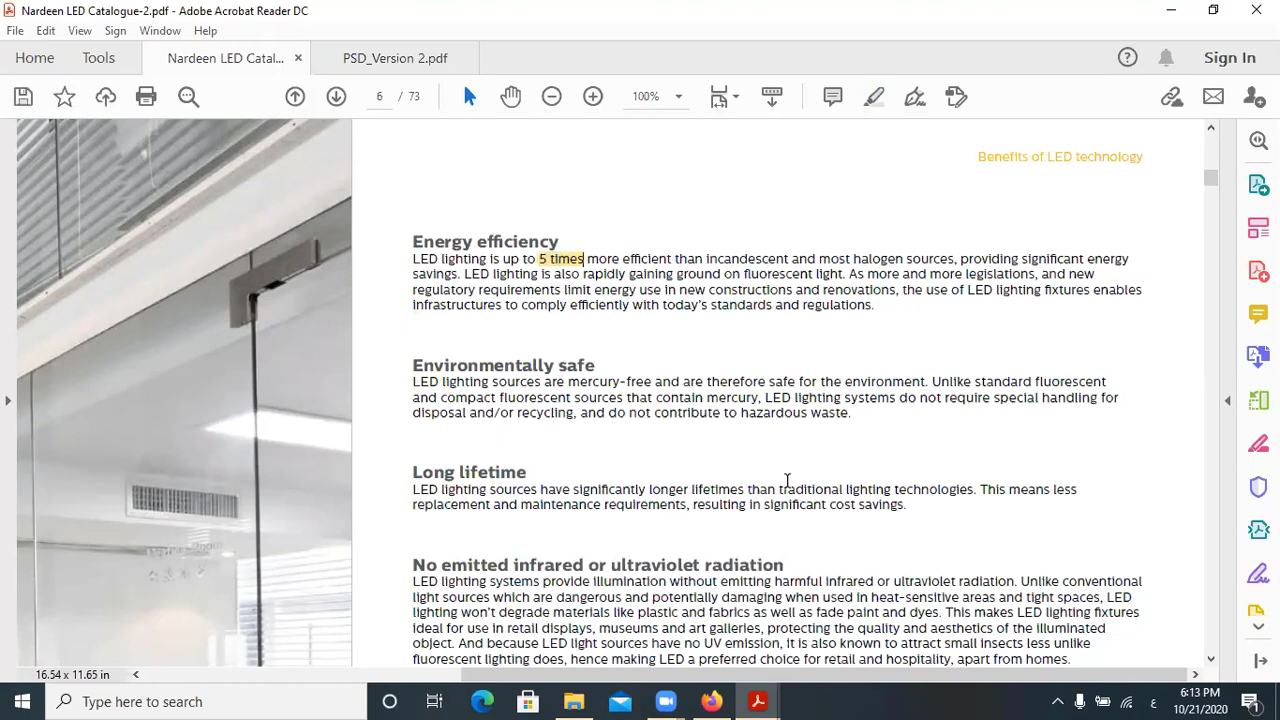 Nardeen LED Catalogue-2.pdf - Adobe Acrobat Reader DC
File Edit View Sign Window Help
Home Tools Nardeen LED Catal... × PSD_Version 2.pdf Sign In
6 / 73 100%
Benefits of LED technology
Energy efficiency
LED lighting is up to 5 times more efficient than incandescent and most halogen sources, providing significant energy
savings. LED lighting is also rapidly gaining ground on fluorescent light. As more and more legislations, and new
regulatory requirements limit energy use in new constructions and renovations, the use of LED lighting fixtures enables
infrastructures to comply efficiently with today's standards and regulations.
Environmentally safe
LED lighting sources are mercury-free and are therefore safe for the environment. Unlike standard fluorescent
and compact fluorescent sources that contain mercury, LED lighting systems do not require special handling for
disposal and/or recycling, and do not contribute to hazardous waste.
Long lifetime
LED lighting sources have significantly longer lifetimes than traditional lighting technologies. This means less
replacement and maintenance requirements, resulting in significant cost savings.
No emitted infrared or ultraviolet radiation
LED lighting systems provide illumination without emitting harmful infrared or ultraviolet radiation. Unlike conventional
light sources which are dangerous and potentially damaging when used in heat-sensitive areas and tight spaces, LED
lighting won't degrade materials like plastic and fabrics as well as fade paint and dyes. This makes LED lighting fixtures
ideal for use in retail displays, museums and art galleries, protecting the quality and aesthetics of the illuminated
object. And because LED light sources have no UV emission, it is also known to attract small insects less unlike
fluorescent lighting does, hence making LED a preferred choice for retail and hospitality, apart from homes.
16.54 x 11.65 in
Type here to search
ع 6:13 PM
10/21/2020 1